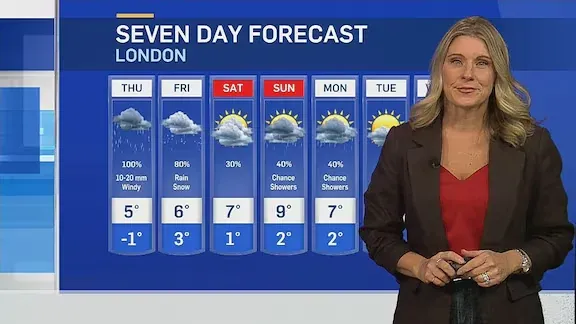 SEVEN DAY FORECAST
LONDON
THU FRI SAT SUN MON TUE W
100% 80% 30% 40% 40%
10-20 mm Rain Chance Chance
Windy Snow Showers Showers
5° 6° 7° 9° 7°
-1° 3° 1° 2° 2°